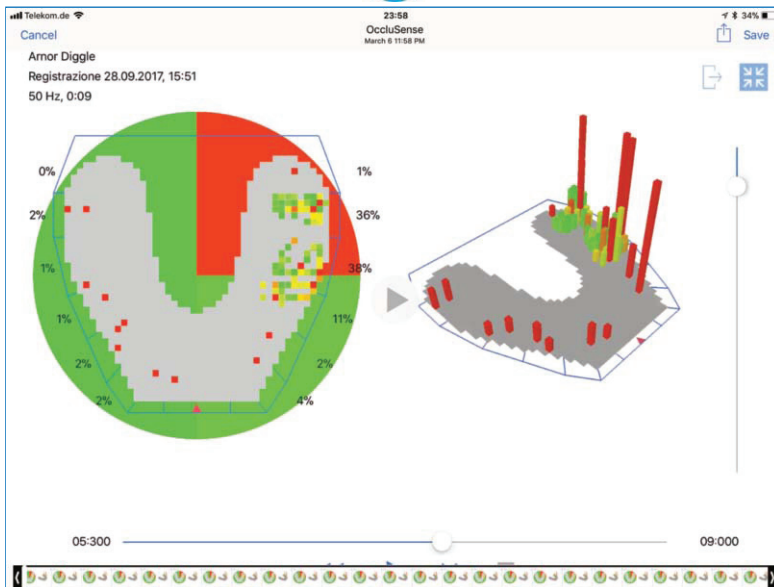 Telekom.de
23:58
34%
Cancel
OccluSense
March 6 11:58 PM
Save
Arnor Diggle
Registrazione 28.09.2017, 15:51
50 Hz, 0:09
0%
1%
2%
36%
1%
38%
1%
11%
2%
2%
2%
4%
05:300
09:000